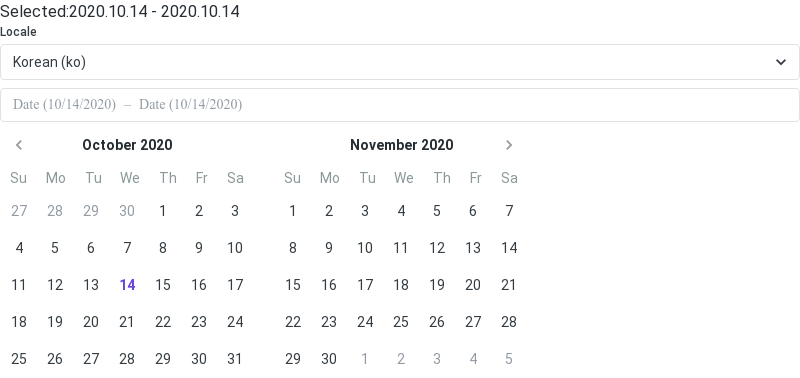 Selected:2020.10.14 - 2020.10.14
Locale
Korean (ko)
Date (10/14/2020) – Date (10/14/2020)
October 2020 November 2020
Su Mo Tu We Th Fr Sa Su Mo Tu We Th Fr Sa
27 28 29 30 1 2 3 1 2 3 4 5 6 7
4 5 6 7 8 9 10 8 9 10 11 12 13 14
11 12 13 14 15 16 17 15 16 17 18 19 20 21
18 19 20 21 22 23 24 22 23 24 25 26 27 28
25 26 27 28 29 30 31 29 30 1 2 3 4 5